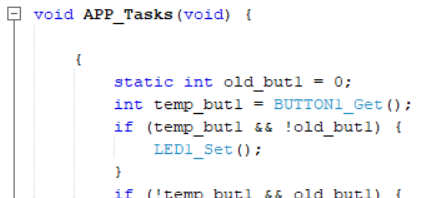 void APP_Tasks(void) {
{
static int old_but1 = 0;
int temp_but1 = BUTTON1_Get();
if (temp_but1 && !old_but1) {
LED1_Set();
}
if (!temp_but1 && old_but1) {